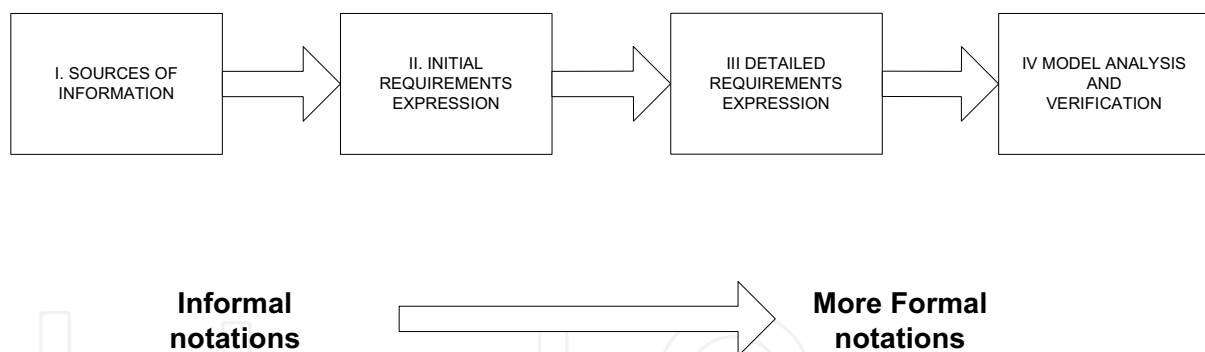 I. SOURCES OF
INFORMATION
II. INITIAL
REQUIREMENTS
EXPRESSION
III DETAILED
REQUIREMENTS
EXPRESSION
IV MODEL ANALYSIS
AND
VERIFICATION
Informal
notations
More Formal
notations